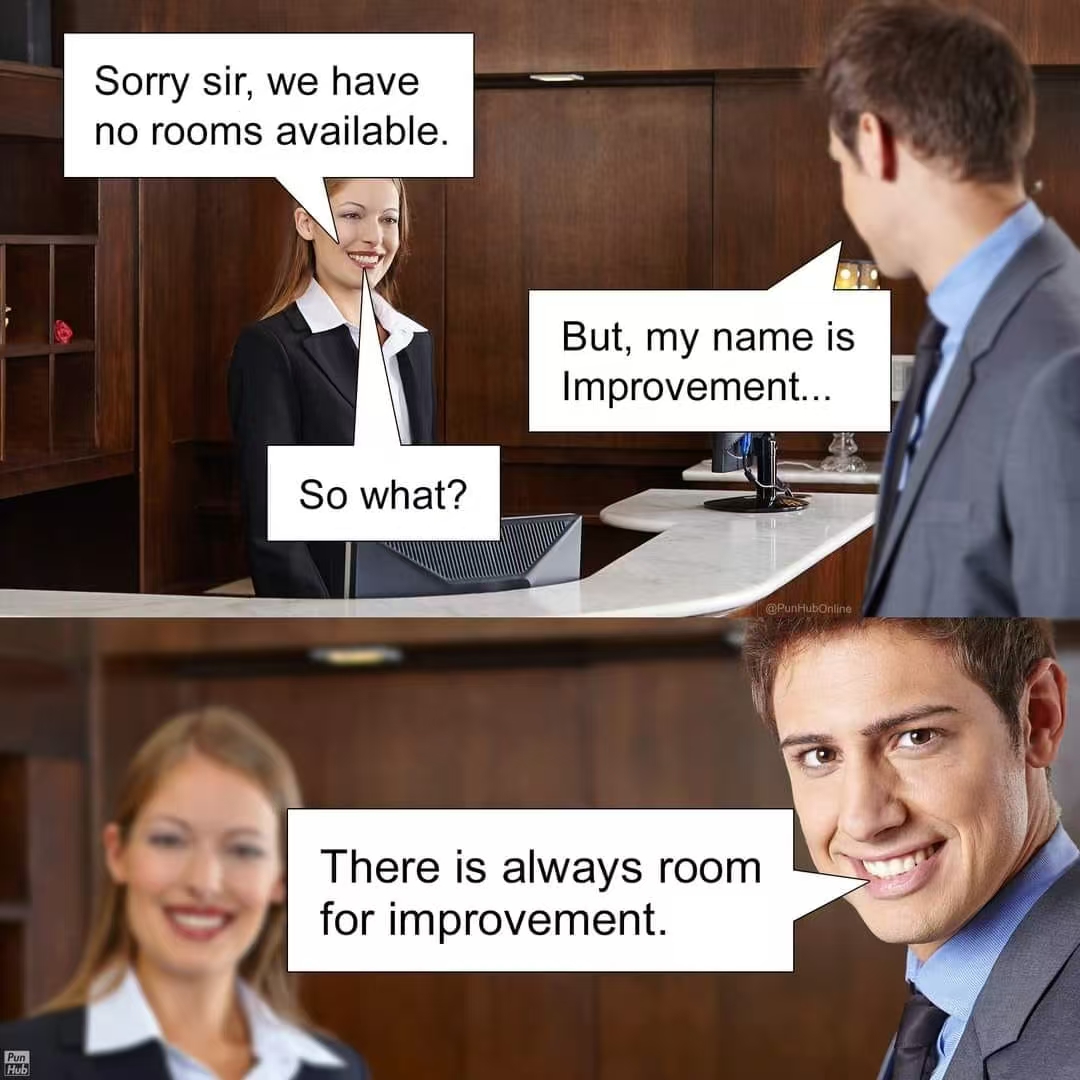 Sorry sir, we have
no rooms available.
But, my name is
Improvement...
So what?
@PunHubOnline
There is always room
for improvement.
Pun
Hub